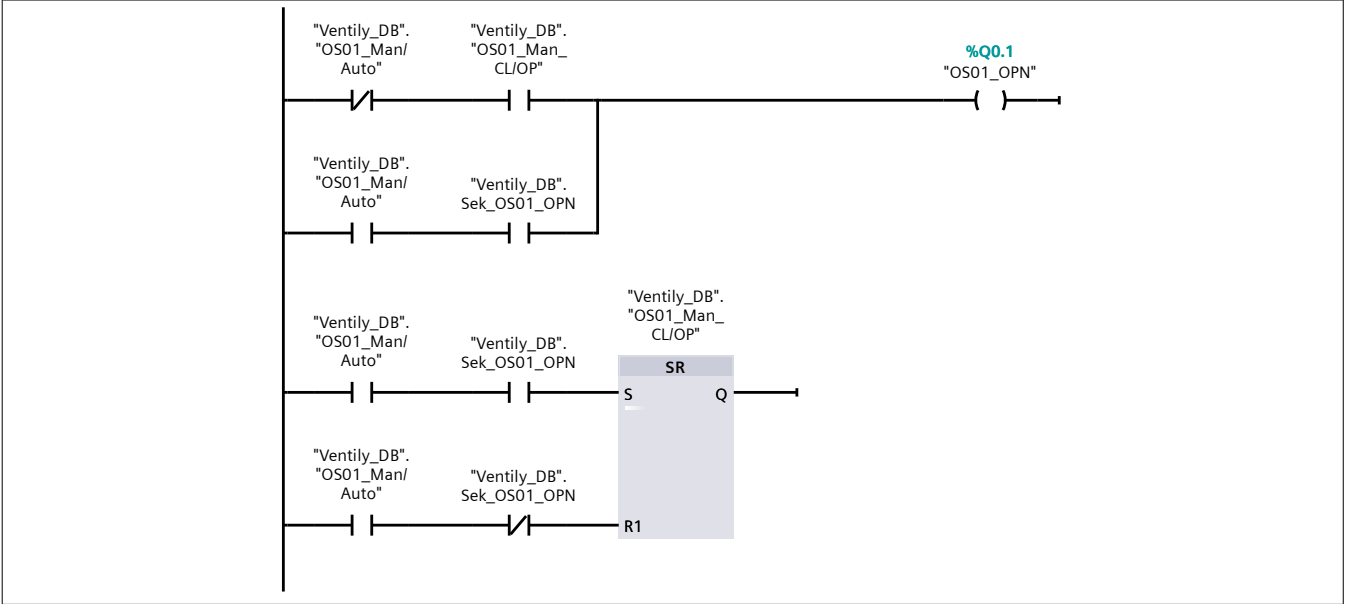 "Ventily_DB".
"OS01_Man/
Auto"
"Ventily_DB".
"OS01_Man_
CL/OP"
%Q0.1
"OS01_OPN"
"Ventily_DB".
"OS01_Man/
Auto"
"Ventily_DB".
Sek_OS01_OPN
"Ventily_DB".
"OS01_Man/
Auto"
"Ventily_DB".
Sek_OS01_OPN
"Ventily_DB".
"OS01_Man_
CL/OP"
SR
S
Q
"Ventily_DB".
"OS01_Man/
Auto"
"Ventily_DB".
Sek_OS01_OPN
R1